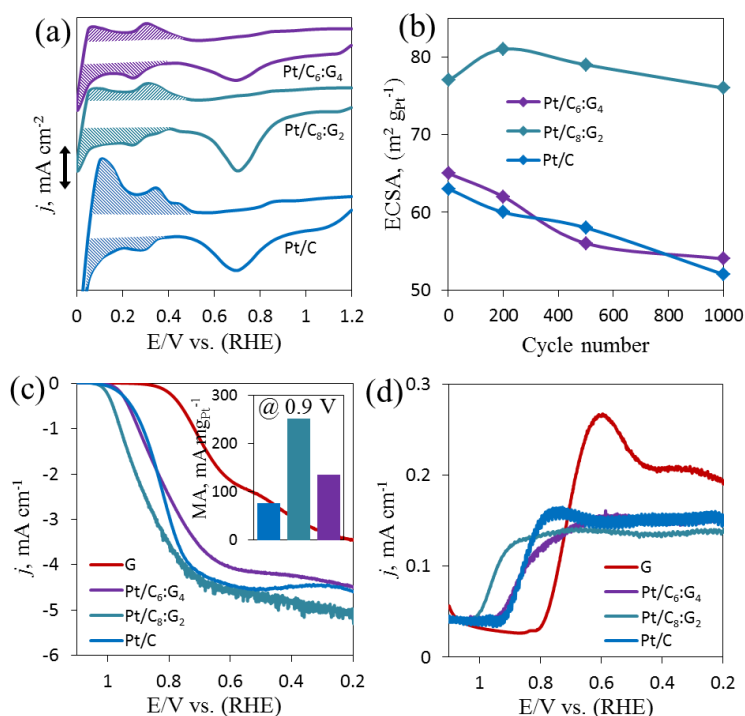 (a)
Pt/C₆:G₄
Pt/C₈:G₂
Pt/C
j, mA cm⁻²
0 0.2 0.4 0.6 0.8 1 1.2
E/V vs. (RHE)
(b)
Pt/C₆:G₄
Pt/C₈:G₂
Pt/C
ECSA, (m² gPt⁻¹)
90
80
70
60
50
0 200 400 600 800 1000
Cycle number
(c)
0
-1
-2
-3
-4
-5
-6
j, mA cm⁻¹
@ 0.9 V
MA, mA mgPt⁻¹
300
200
100
0
G
Pt/C₆:G₄
Pt/C₈:G₂
Pt/C
1 0.8 0.6 0.4 0.2
E/V vs. (RHE)
(d)
0.3
0.2
0.1
0
j, mA cm⁻¹
G
Pt/C₆:G₄
Pt/C₈:G₂
Pt/C
1 0.8 0.6 0.4 0.2
E/V vs. (RHE)